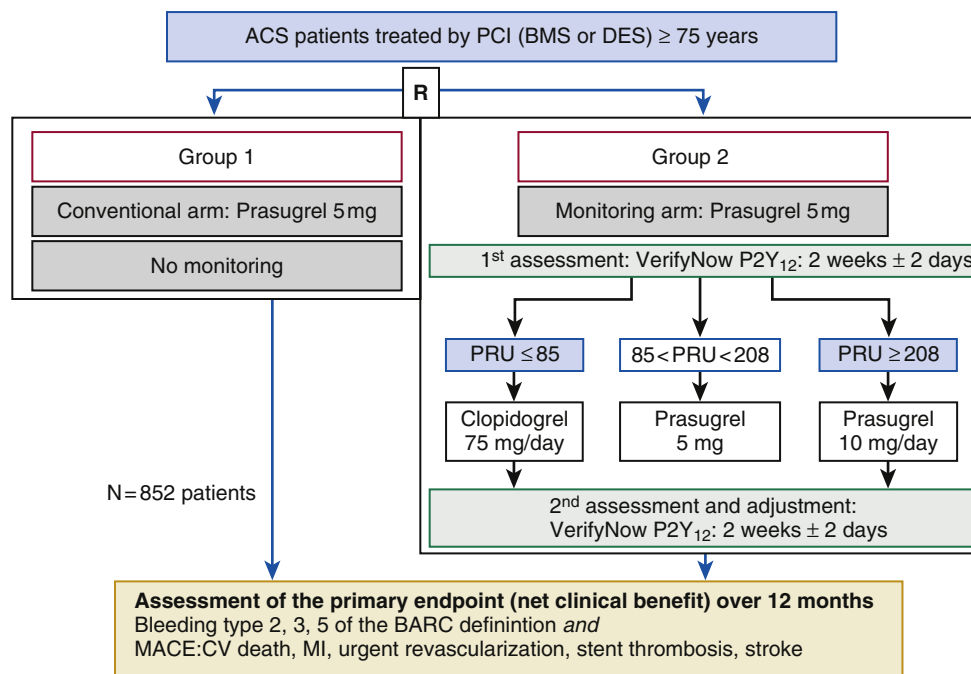 ACS patients treated by PCI (BMS or DES) ≥ 75 years
R
Group 1
Conventional arm: Prasugrel 5 mg
No monitoring
Group 2
Monitoring arm: Prasugrel 5 mg
1st assessment: VerifyNow P2Y12: 2 weeks ± 2 days
PRU ≤ 85
85 < PRU < 208
PRU ≥ 208
Clopidogrel
75 mg/day
Prasugrel
5 mg
Prasugrel
10 mg/day
N = 852 patients
2nd assessment and adjustment:
VerifyNow P2Y12: 2 weeks ± 2 days
Assessment of the primary endpoint (net clinical benefit) over 12 months
Bleeding type 2, 3, 5 of the BARC definintion and
MACE:CV death, MI, urgent revascularization, stent thrombosis, stroke